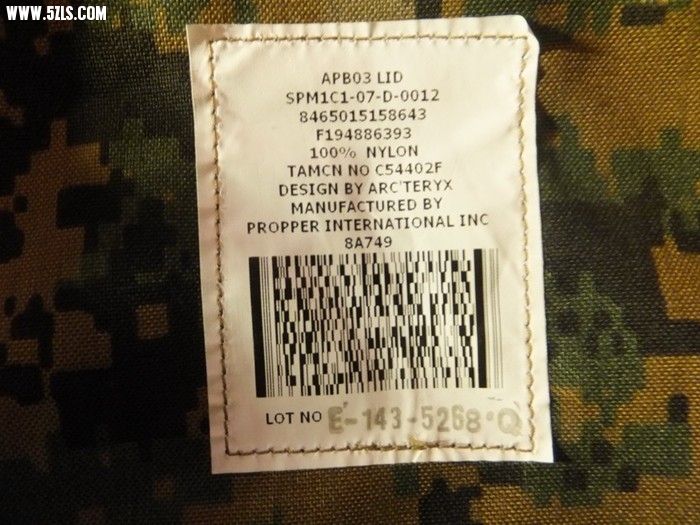 WWW.5ZLS.COM
APB03 LID
SPM1C1-07-D-0012
8465015158643
F194886393
100% NYLON
TAMCN NO C54402F
DESIGN BY ARC'TERYX
MANUFACTURED BY
PROPPER INTERNATIONAL INC
8A749
LOT NO E-143-5268·Q